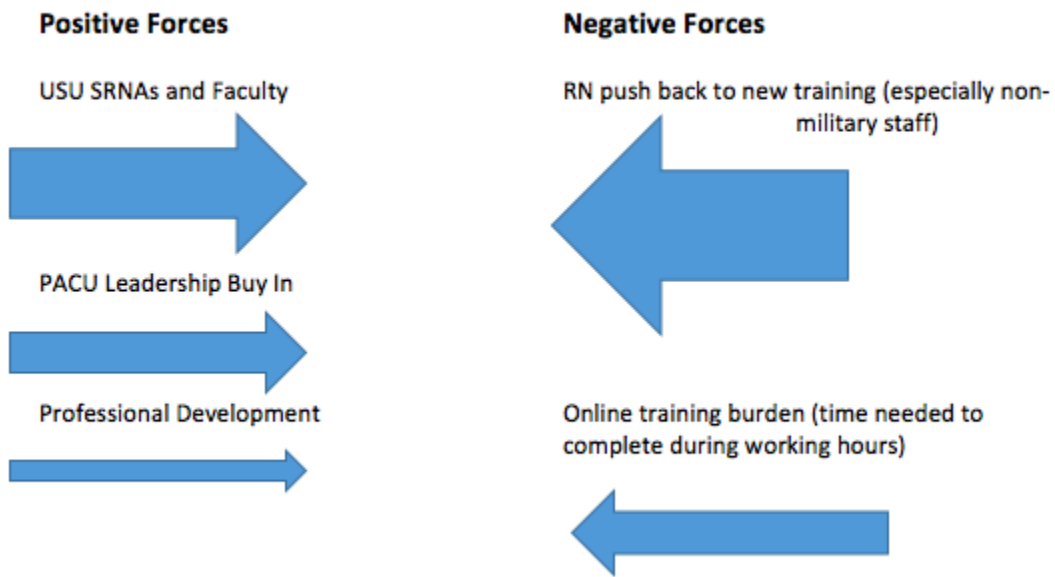 Positive Forces
Negative Forces
USU SRNAs and Faculty
RN push back to new training (especially non-
military staff)
PACU Leadership Buy In
Professional Development
Online training burden (time needed to
complete during working hours)